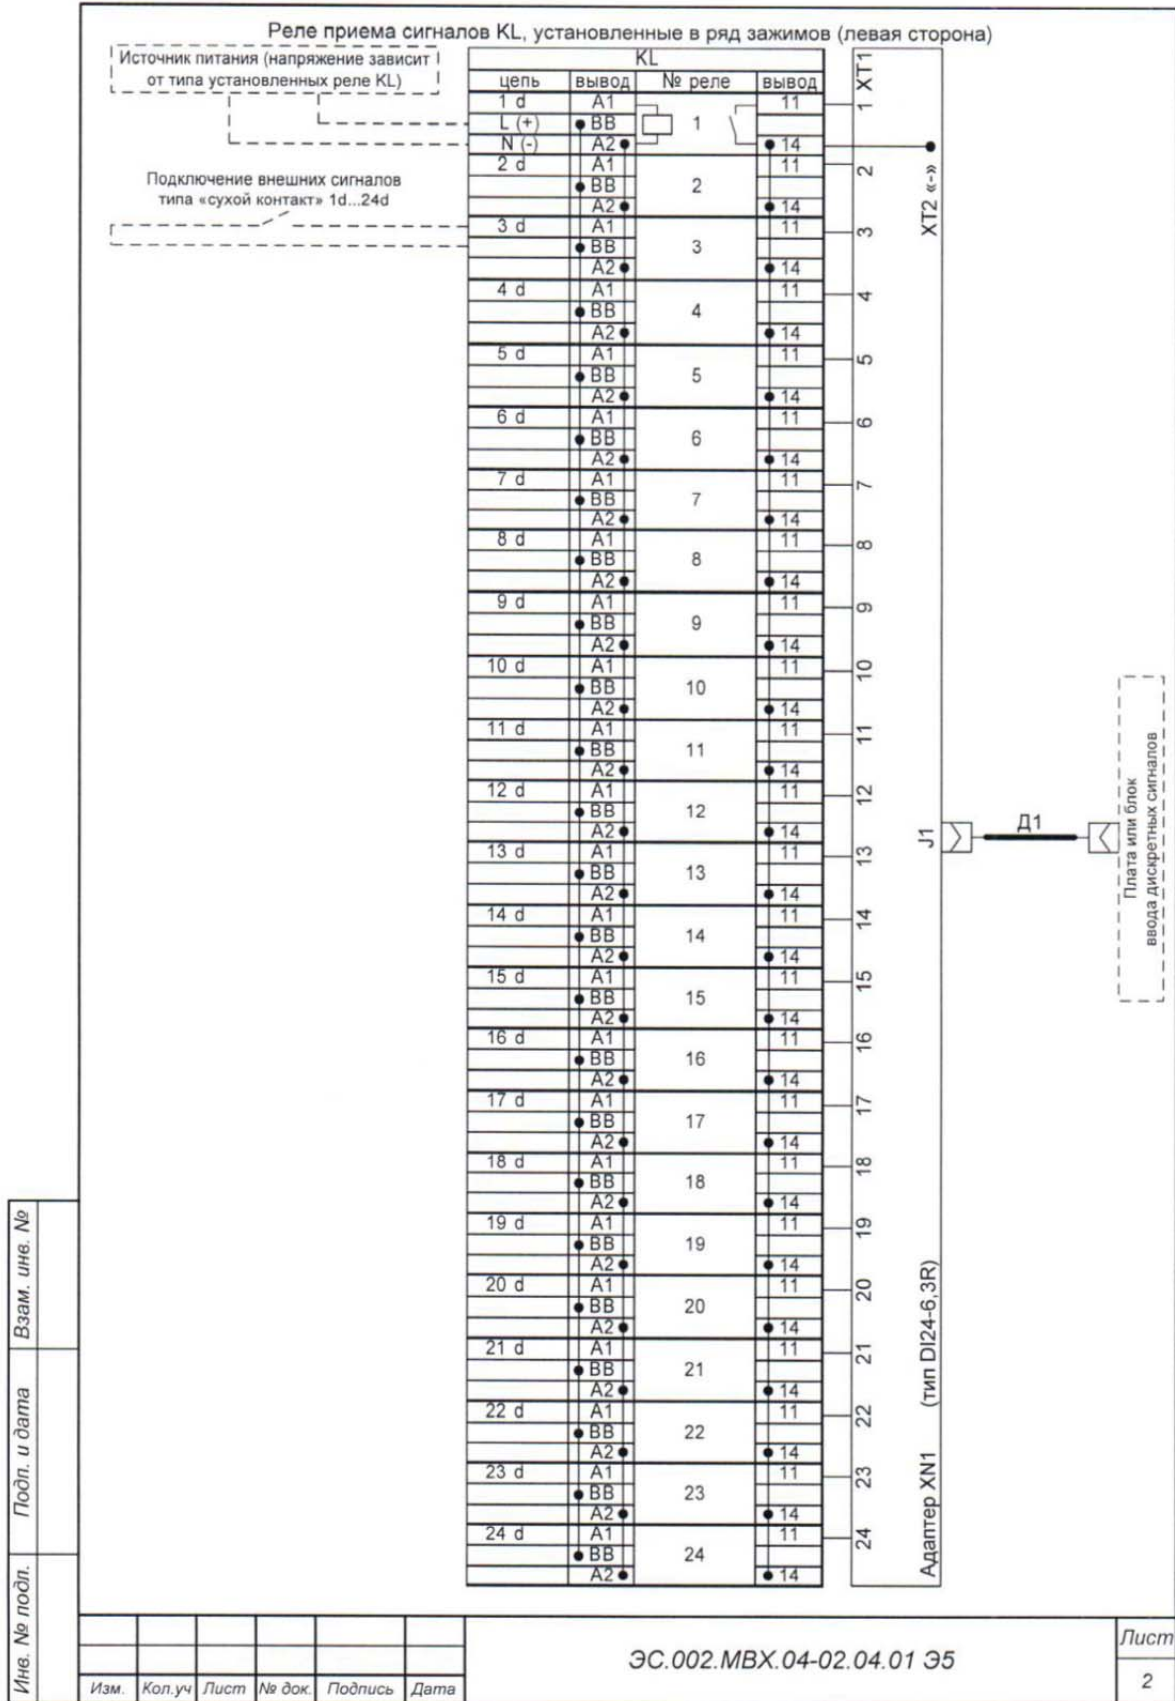 Реле приема сигналов KL, установленные в ряд зажимов (левая сторона)
Источник питания (напряжение зависит
от типа установленных реле KL)
Подключение внешних сигналов
типа «сухой контакт» 1d...24d
KL
цепь вывод № реле вывод
1 d A1 11
L (+) BB 1
N (-) A2 14
2 d A1 11
BB 2
A2 14
3 d A1 11
BB 3
A2 14
4 d A1 11
BB 4
A2 14
5 d A1 11
BB 5
A2 14
6 d A1 11
BB 6
A2 14
7 d A1 11
BB 7
A2 14
8 d A1 11
BB 8
A2 14
9 d A1 11
BB 9
A2 14
10 d A1 11
BB 10
A2 14
11 d A1 11
BB 11
A2 14
12 d A1 11
BB 12
A2 14
13 d A1 11
BB 13
A2 14
14 d A1 11
BB 14
A2 14
15 d A1 11
BB 15
A2 14
16 d A1 11
BB 16
A2 14
17 d A1 11
BB 17
A2 14
18 d A1 11
BB 18
A2 14
19 d A1 11
BB 19
A2 14
20 d A1 11
BB 20
A2 14
21 d A1 11
BB 21
A2 14
22 d A1 11
BB 22
A2 14
23 d A1 11
BB 23
A2 14
24 d A1 11
BB 24
A2 14
XT1
1
2
3
4
5
6
7
8
9
10
11
12
13
14
15
16
17
18
19
20
21
22
23
24
XT2 «-»
J1
Д1
Плата или блок
ввода дискретных сигналов
Адаптер XN1 (тип DI24-6,3R)
Взам. инв. №
Подп. и дата
Инв. № подл.
Изм. Кол.уч Лист № док. Подпись Дата
ЭС.002.МВХ.04-02.04.01 Э5
Лист
2